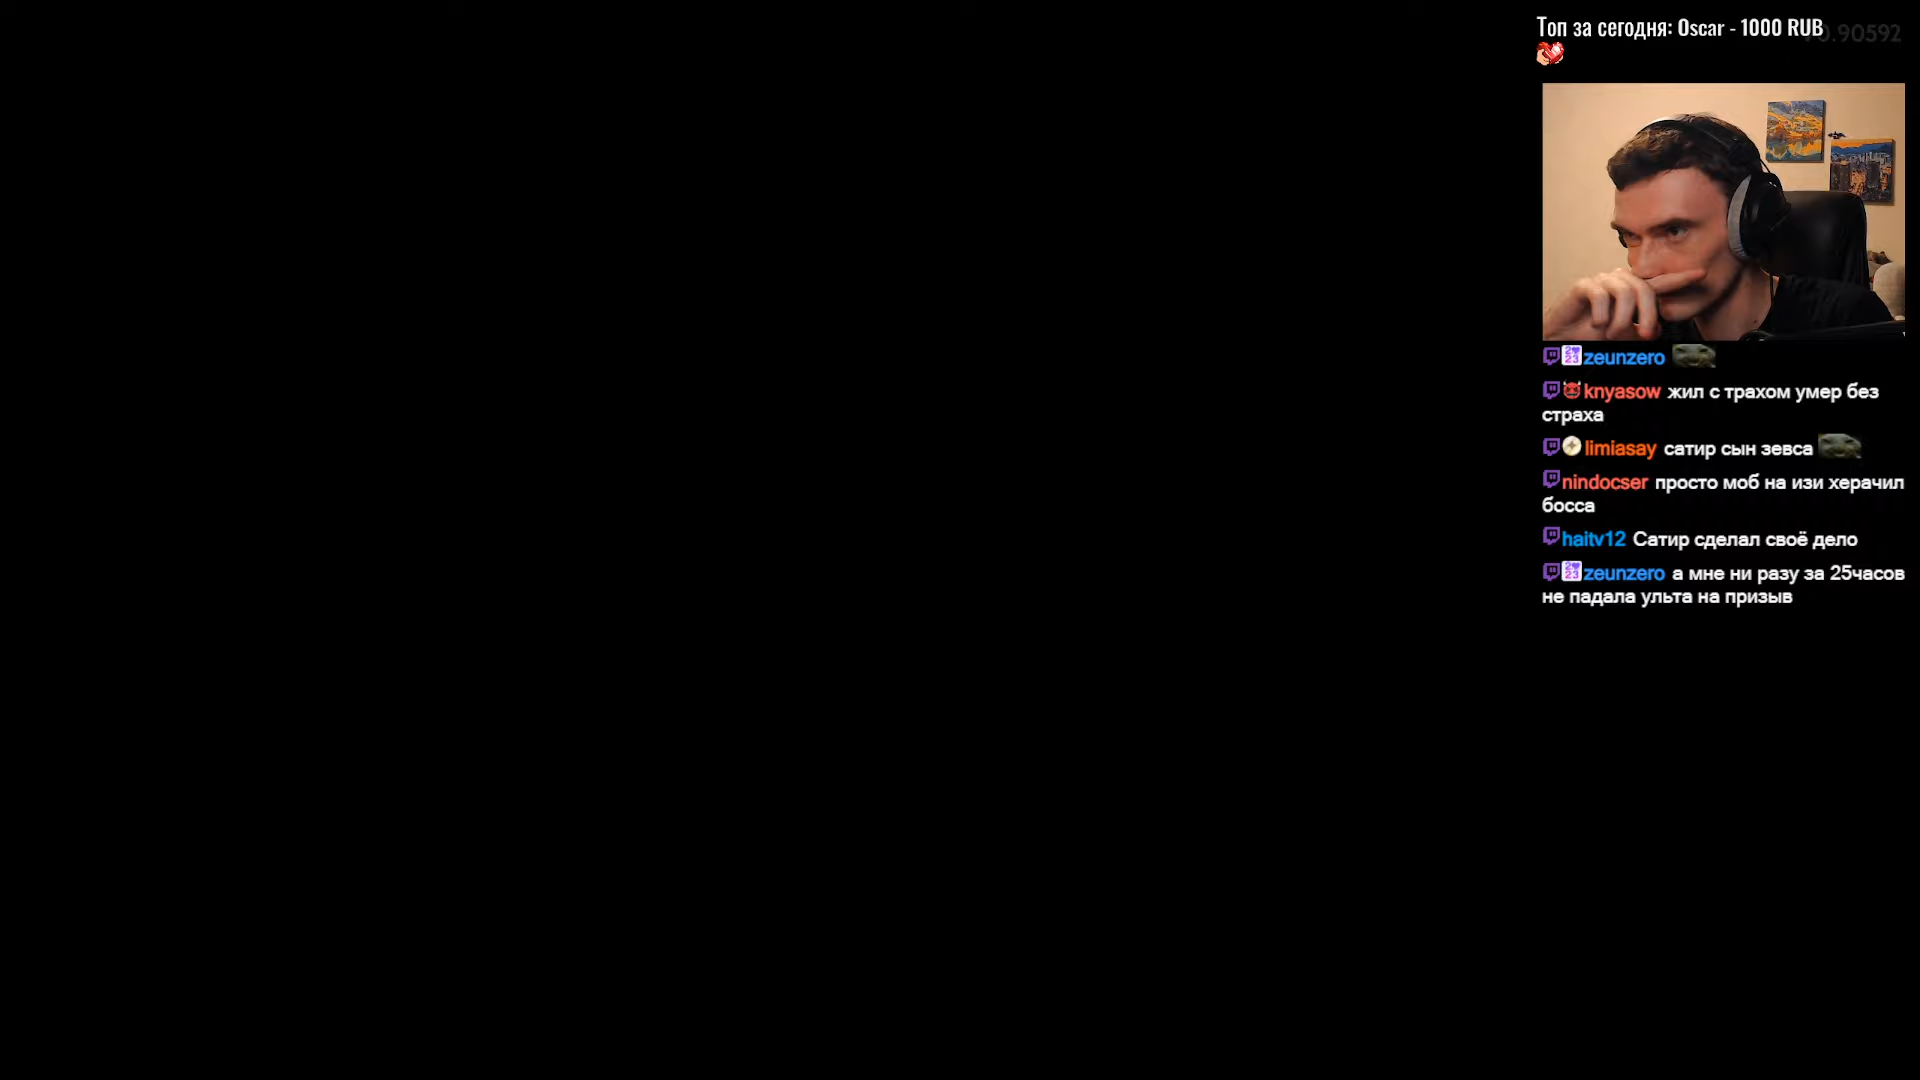 Топ за сегодня: Oscar - 1000 RUB
0.90592
zeunzero
knyasow жил с трахом умер без
страха
limiasay сатир сын зевса
nindocser просто моб на изи херачил
босса
haitv12 Сатир сделал своё дело
zeunzero а мне ни разу за 25часов
не падала ульта на призыв